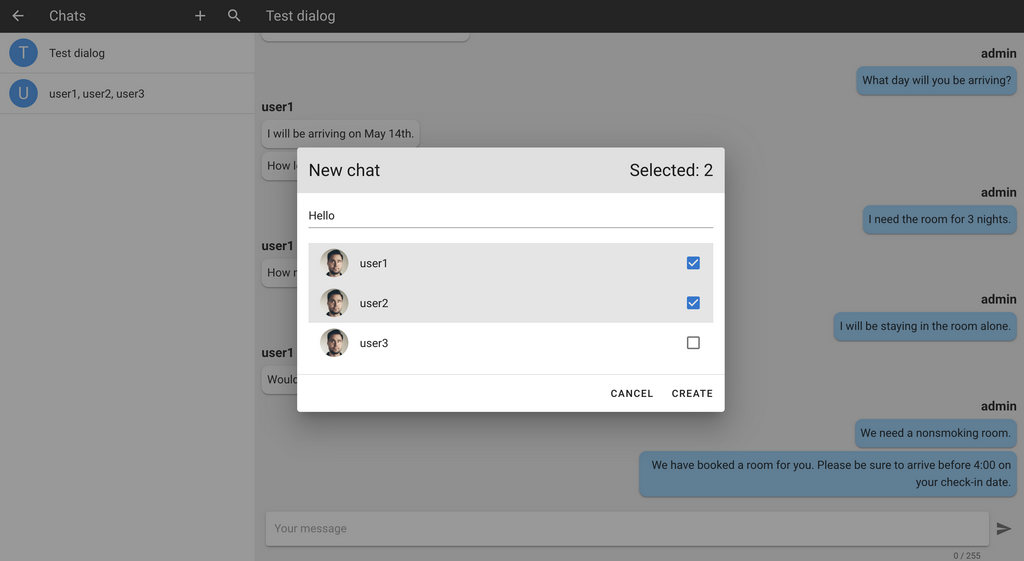 Chats
Test dialog
T
Test dialog
U
user1, user2, user3
admin
What day will you be arriving?
user1
I will be arriving on May 14th.
How
admin
I need the room for 3 nights.
user1
How
admin
I will be staying in the room alone.
user1
Would
admin
We need a nonsmoking room.
We have booked a room for you. Please be sure to arrive before 4:00 on
your check-in date.
New chat
Selected: 2
Hello
user1
user2
user3
CANCEL
CREATE
Your message
0 / 255